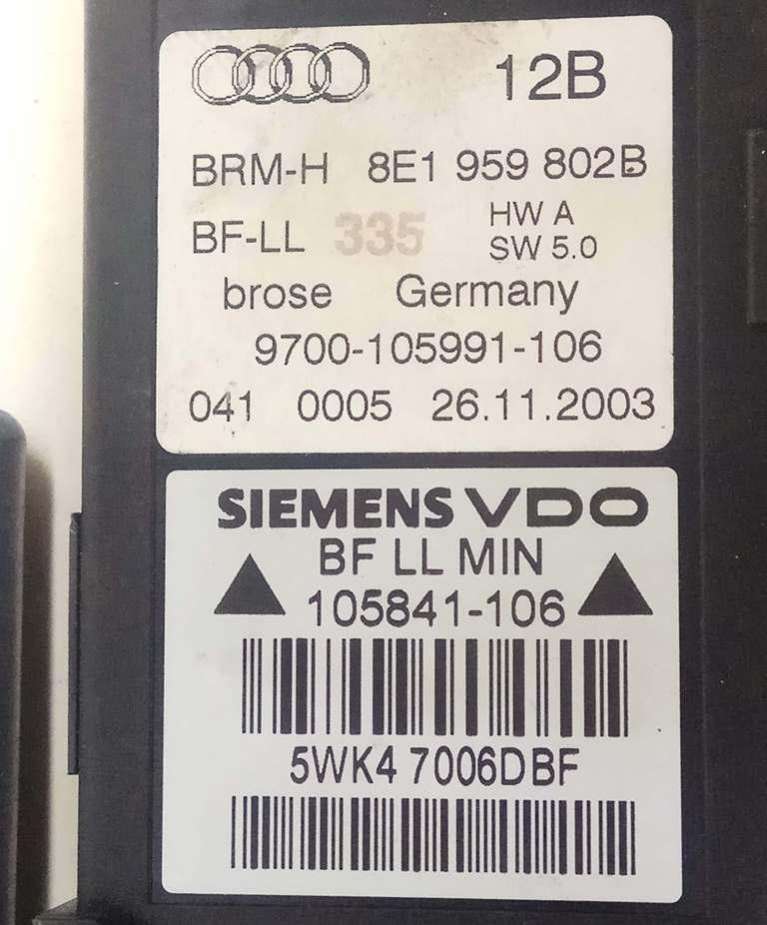 12B
BRM-H 8E1 959 802B
BF-LL 335 HW A
SW 5.0
brose Germany
9700-105991-106
041 0005 26.11.2003
SIEMENS VDO
BF LL MIN
105841-106
5WK4 7006DBF